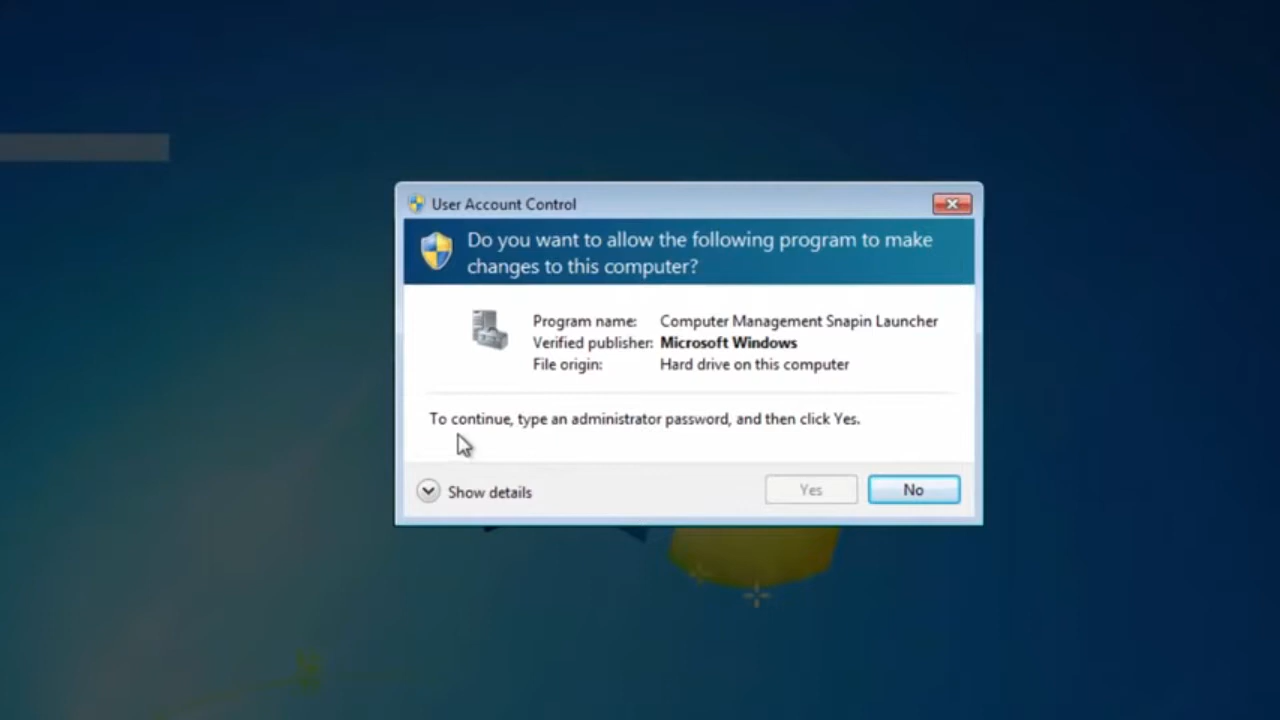 User Account Control
Do you want to allow the following program to make
changes to this computer?
Program name: Computer Management Snapin Launcher
Verified publisher: Microsoft Windows
File origin: Hard drive on this computer
To continue, type an administrator password, and then click Yes.
Show details Yes No